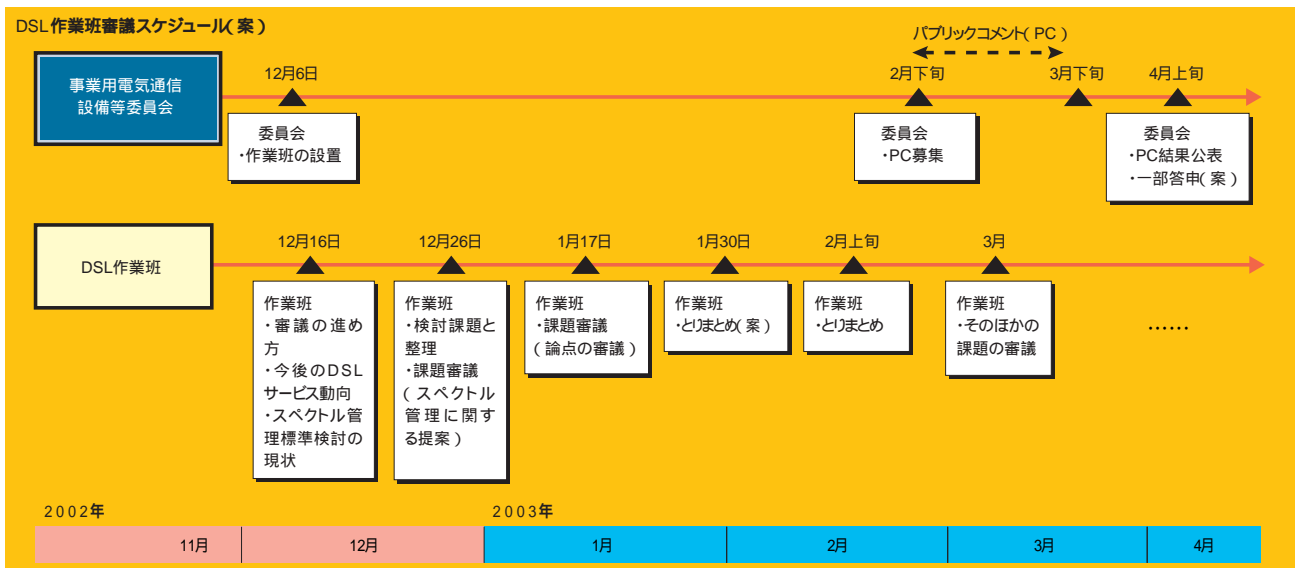 DSL作業班審議スケジュール(案)
パブリックコメント(PC)
事業用電気通信
設備等委員会
12月6日
2月下旬
3月下旬
4月上旬
委員会
・作業班の設置
委員会
・PC募集
委員会
・PC結果公表
・一部答申(案)
DSL作業班
12月16日
12月26日
1月17日
1月30日
2月上旬
3月
作業班
・審議の進め
方
・今後のDSL
サービス動向
・スペクトル管
理標準検討の
現状
作業班
・検討課題と
整理
・課題審議
(スペクトル
管理に関す
る提案)
作業班
・課題審議
(論点の審議)
作業班
・とりまとめ(案)
作業班
・とりまとめ
作業班
・そのほかの
課題の審議
……
2002年
2003年
11月
12月
1月
2月
3月
4月